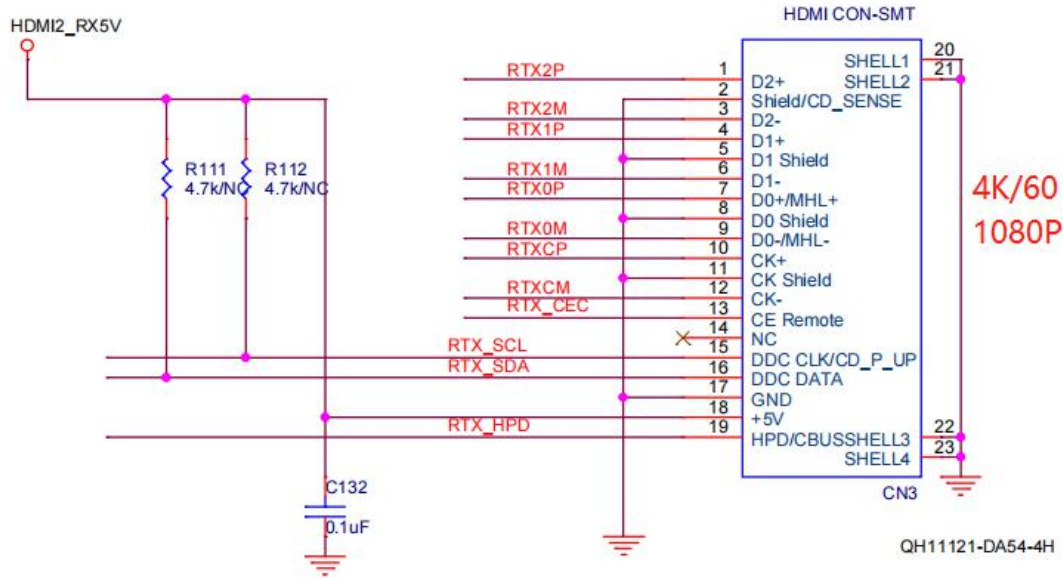 HDMI CON-SMT
HDMI2_RX5V
R111
4.7k/NC
R112
4.7k/NC
RTX2P
RTX2M
RTX1P
RTX1M
RTX0P
RTX0M
RTXCP
RTXCM
RTX_CEC
RTX_SCL
RTX_SDA
RTX_HPD
1 D2+
2 Shield/CD_SENSE
3 D2-
4 D1+
5 D1 Shield
6 D1-
7 D0+/MHL+
8 D0 Shield
9 D0-/MHL-
10 CK+
11 CK Shield
12 CK-
13 CE Remote
14 NC
15 DDC CLK/CD_P_UP
16 DDC DATA
17 GND
18 +5V
19 HPD/CBUS
SHELL1 20
SHELL2 21
SHELL3 22
SHELL4 23
4K/60
1080P
C132
0.1uF
CN3
QH11121-DA54-4H